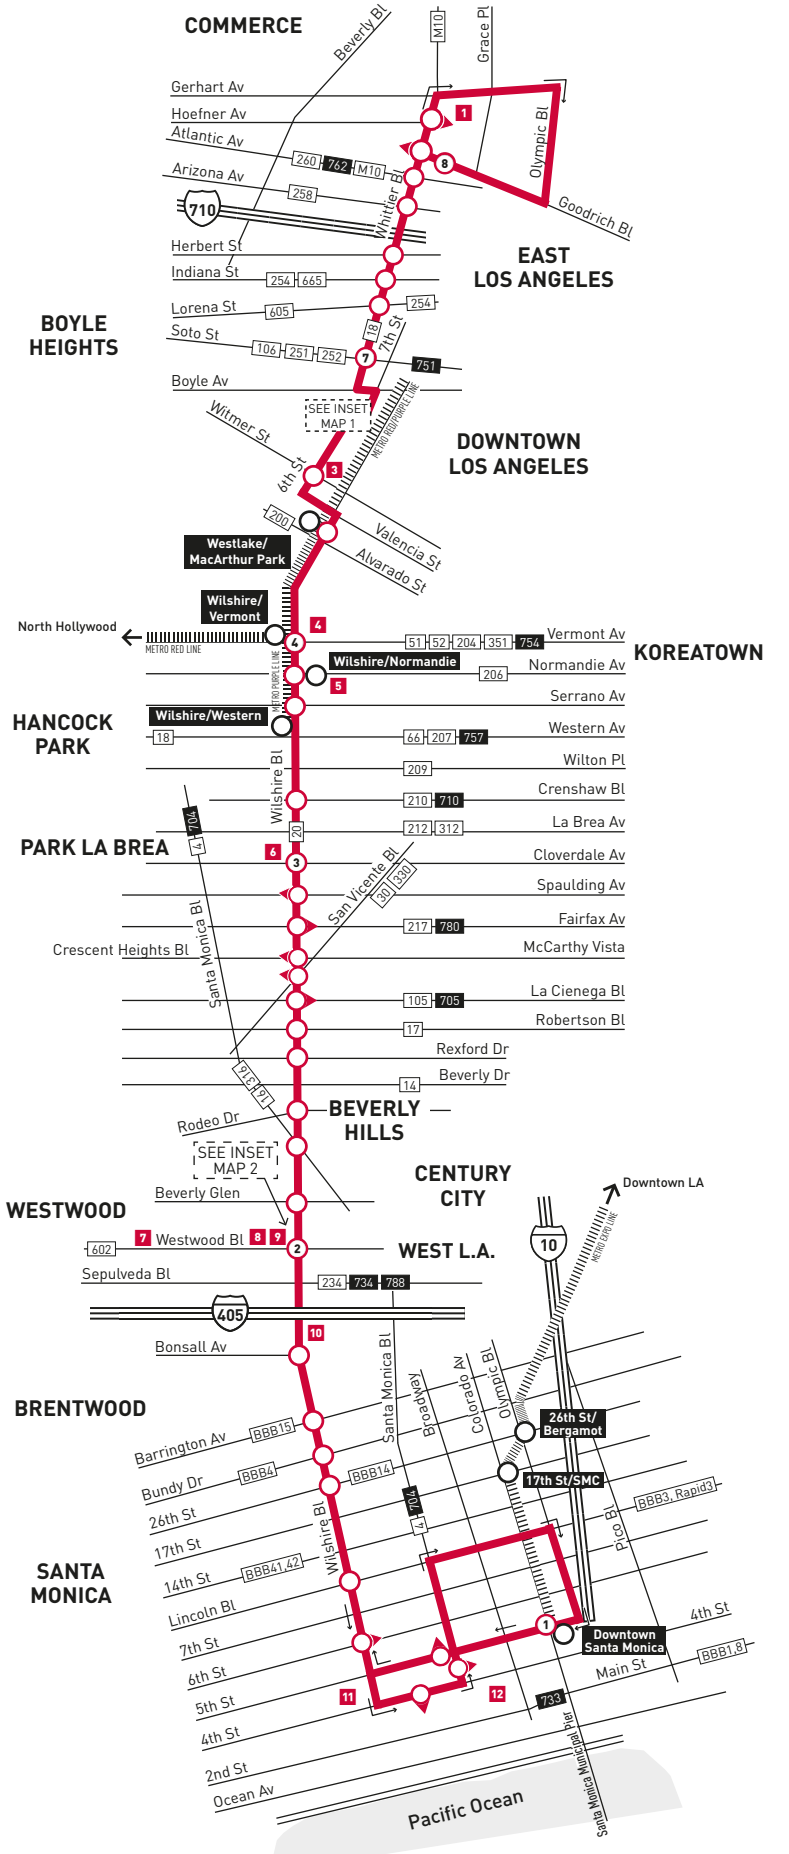 COMMERCE
Beverly Bl
M10
Grace Pl
Gerhart Av
Hoefner Av
1
Atlantic Av
260
762
M10
8
Olympic Bl
Arizona Av
258
Whittier Bl
Goodrich Bl
710
Herbert St
EAST
LOS ANGELES
Indiana St
254
665
Lorena St
605
254
BOYLE
HEIGHTS
18
7th St
Soto St
106
251
252
7
751
Boyle Av
SEE INSET
MAP 1
METRO RED/PURPLE LINE
Witmer St
DOWNTOWN
LOS ANGELES
6th St
3
200
Valencia St
Westlake/
MacArthur Park
Alvarado St
Wilshire/
Vermont
4
North Hollywood
METRO RED LINE
4
51
52
204
351
754
Vermont Av
KOREATOWN
METRO PURPLE LINE
Wilshire/Normandie
5
206
Normandie Av
Serrano Av
HANCOCK
PARK
Wilshire/Western
18
66
207
757
Western Av
Wilshire Bl
209
Wilton Pl
210
710
Crenshaw Bl
704
4
20
212
312
La Brea Av
PARK LA BREA
6
3
Cloverdale Av
San Vicente Bl
30
330
Spaulding Av
Santa Monica Bl
217
780
Fairfax Av
Crescent Heights Bl
McCarthy Vista
105
705
La Cienega Bl
17
Robertson Bl
Rexford Dr
16
316
14
Beverly Dr
Rodeo Dr
BEVERLY
HILLS
SEE INSET
MAP 2
CENTURY
CITY
Downtown LA
Beverly Glen
WESTWOOD
METRO EXPO LINE
10
602
7
Westwood Bl
8
9
2
WEST L.A.
Sepulveda Bl
234
734
788
405
10
Bonsall Av
Santa Monica Bl
Broadway
Colorado Av
Olympic Bl
BRENTWOOD
26th St/
Bergamot
Barrington Av
BBB15
Bundy Dr
BBB4
BBB14
17th St/SMC
26th St
704
4
BBB3, Rapid3
Pico Bl
17th St
Wilshire Bl
14th St
BBB41,42
SANTA
MONICA
Lincoln Bl
1
Downtown
Santa Monica
4th St
7th St
6th St
Main St
BBB1,8
5th St
11
12
733
4th St
Santa Monica Municipal Pier
2nd St
Ocean Av
Pacific Ocean